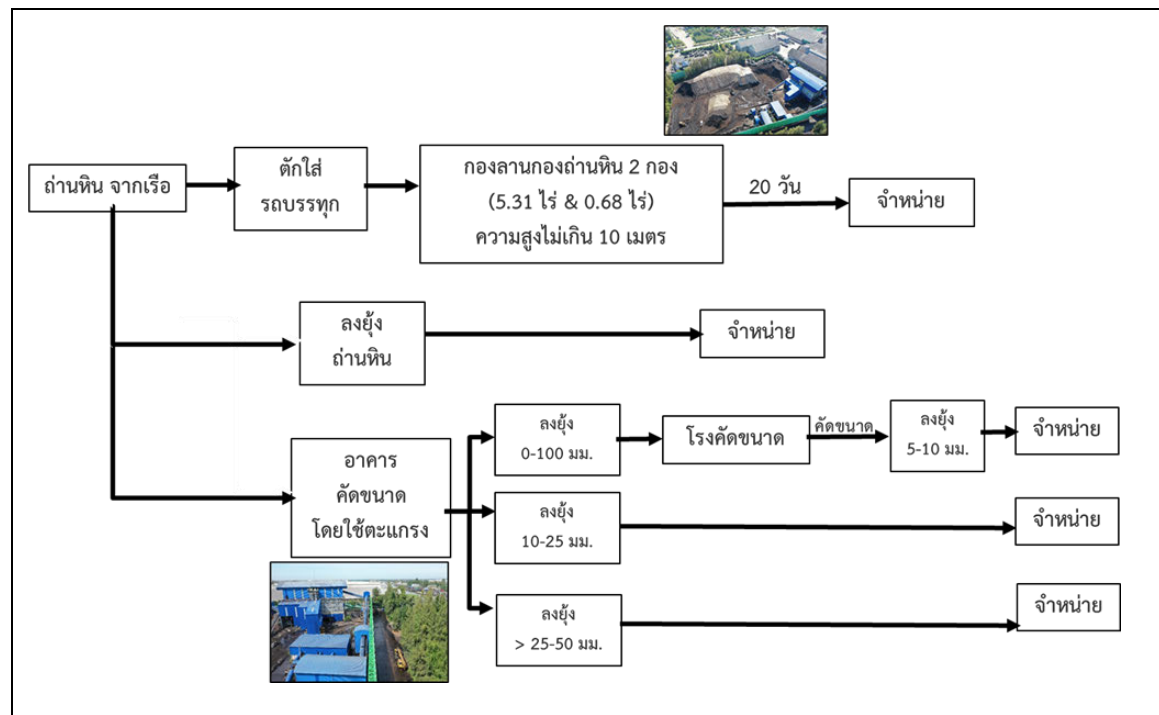 ถ่านหิน จากเรือ
ตักใส่
รถบรรทุก
กองลานกองถ่านหิน 2 กอง
(5.31 ไร่ & 0.68 ไร่)
ความสูงไม่เกิน 10 เมตร
20 วัน
จำหน่าย
ลงยุ้ง
ถ่านหิน
จำหน่าย
อาคาร
คัดขนาด
โดยใช้ตะแกรง
ลงยุ้ง
0-100 มม.
โรงคัดขนาด
คัดขนาด
ลงยุ้ง
5-10 มม.
จำหน่าย
ลงยุ้ง
10-25 มม.
จำหน่าย
ลงยุ้ง
> 25-50 มม.
จำหน่าย